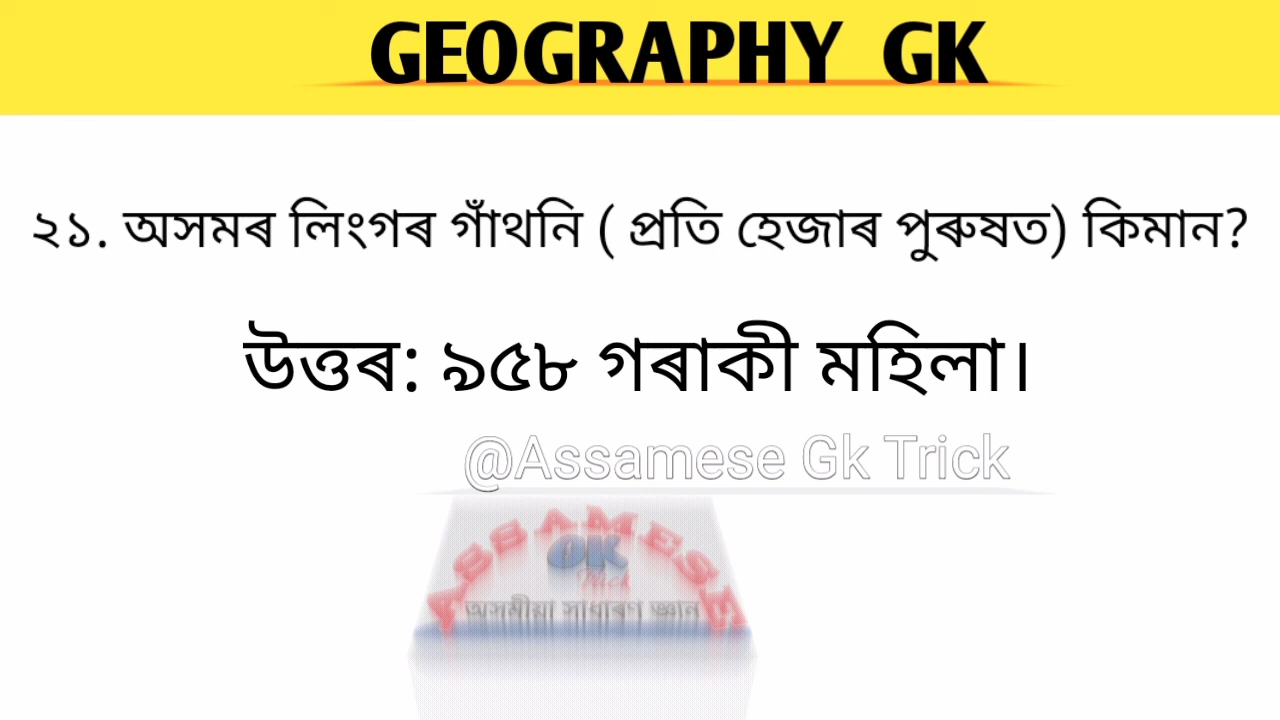 GEOGRAPHY GK
২১. অসমৰ লিংগৰ গাঁথনি ( প্ৰতি হেজাৰ পুৰুষত) কিমান?
উত্তৰ: ৯৫৮ গৰাকী মহিলা।
@Assamese Gk Trick
ASSAMESE
GK
Trick
অসমীয়া সাধাৰণ জ্ঞান